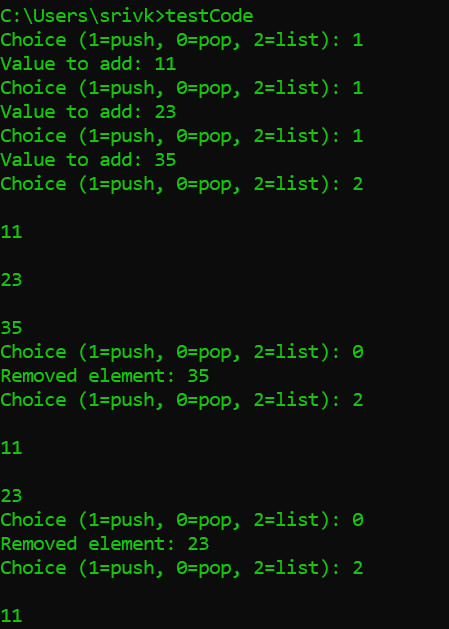 C:\Users\srivk>testCode
Choice (1=push, 0=pop, 2=list): 1
Value to add: 11
Choice (1=push, 0=pop, 2=list): 1
Value to add: 23
Choice (1=push, 0=pop, 2=list): 1
Value to add: 35
Choice (1=push, 0=pop, 2=list): 2
11
23
35
Choice (1=push, 0=pop, 2=list): 0
Removed element: 35
Choice (1=push, 0=pop, 2=list): 2
11
23
Choice (1=push, 0=pop, 2=list): 0
Removed element: 23
Choice (1=push, 0=pop, 2=list): 2
11